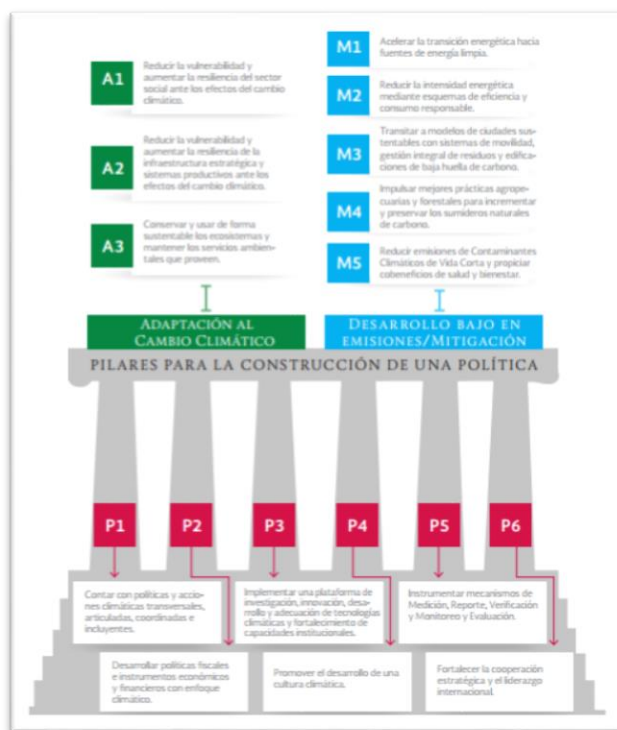 A1
Reducir la vulnerabilidad y
aumentar la resiliencia del sector
social ante los efectos del cambio
climático.
A2
Reducir la vulnerabilidad y
aumentar la resiliencia de la
infraestructura estratégica y
sistemas productivos ante los
efectos del cambio climático.
A3
Conservar y usar de forma
sustentable los ecosistemas y
mantener los servicios ambien-
tales que proveen.
M1
Acelerar la transición energética hacia
fuentes de energía limpia.
M2
Reducir la intensidad energética
mediante esquemas de eficiencia y
consumo responsable.
M3
Transitar a modelos de ciudades sus-
tentables con sistemas de movilidad,
gestión integral de residuos y edifica-
ciones de baja huella de carbono.
M4
Impulsar mejores prácticas agrope-
cuarias y forestales para incrementar
y preservar los sumideros naturales
de carbono.
M5
Reducir emisiones de Contaminantes
Climáticos de Vida Corta y propiciar
cobeneficios de salud y bienestar.
ADAPTACIÓN AL
CAMBIO CLIMÁTICO
DESARROLLO BAJO EN
EMISIONES/MITIGACIÓN
PILARES PARA LA CONSTRUCCIÓN DE UNA POLÍTICA
P1
P2
P3
P4
P5
P6
Contar con políticas y accio-
nes climáticas transversales,
articuladas, coordinadas e
incluyentes.
Implementar una plataforma de
investigación, innovación, desa-
rrollo y adecuación de tecnologías
climáticas y fortalecimiento de
capacidades institucionales.
Instrumentar mecanismos de
Medición, Reporte, Verificación
y Monitoreo y Evaluación.
Desarrollar políticas fiscales
e instrumentos económicos
y financieros con enfoque
climático.
Promover el desarrollo de una
cultura climática.
Fortalecer la cooperación
estratégica y el liderazgo
internacional.